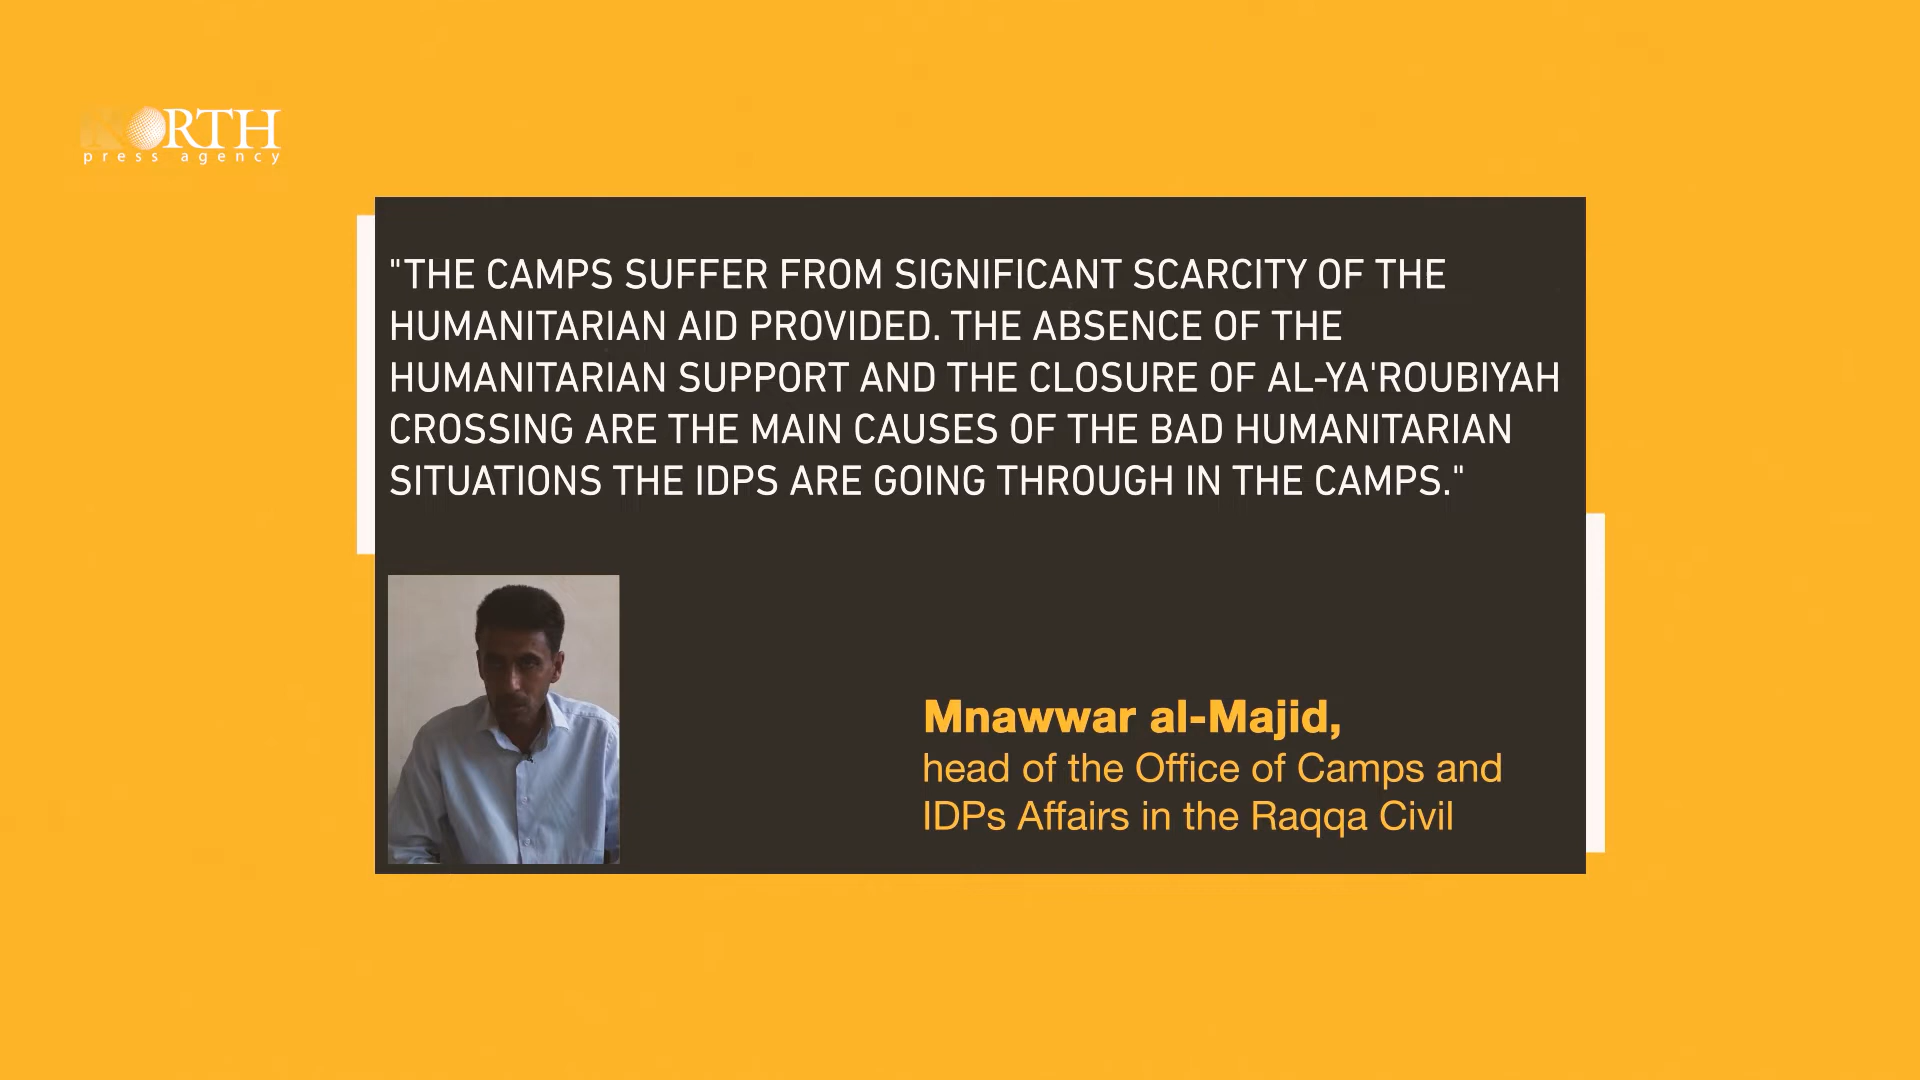 NORTH
press agency
"THE CAMPS SUFFER FROM SIGNIFICANT SCARCITY OF THE
HUMANITARIAN AID PROVIDED. THE ABSENCE OF THE
HUMANITARIAN SUPPORT AND THE CLOSURE OF AL-YA'ROUBIYAH
CROSSING ARE THE MAIN CAUSES OF THE BAD HUMANITARIAN
SITUATIONS THE IDPS ARE GOING THROUGH IN THE CAMPS."
Mnawwar al-Majid,
head of the Office of Camps and
IDPs Affairs in the Raqqa Civil